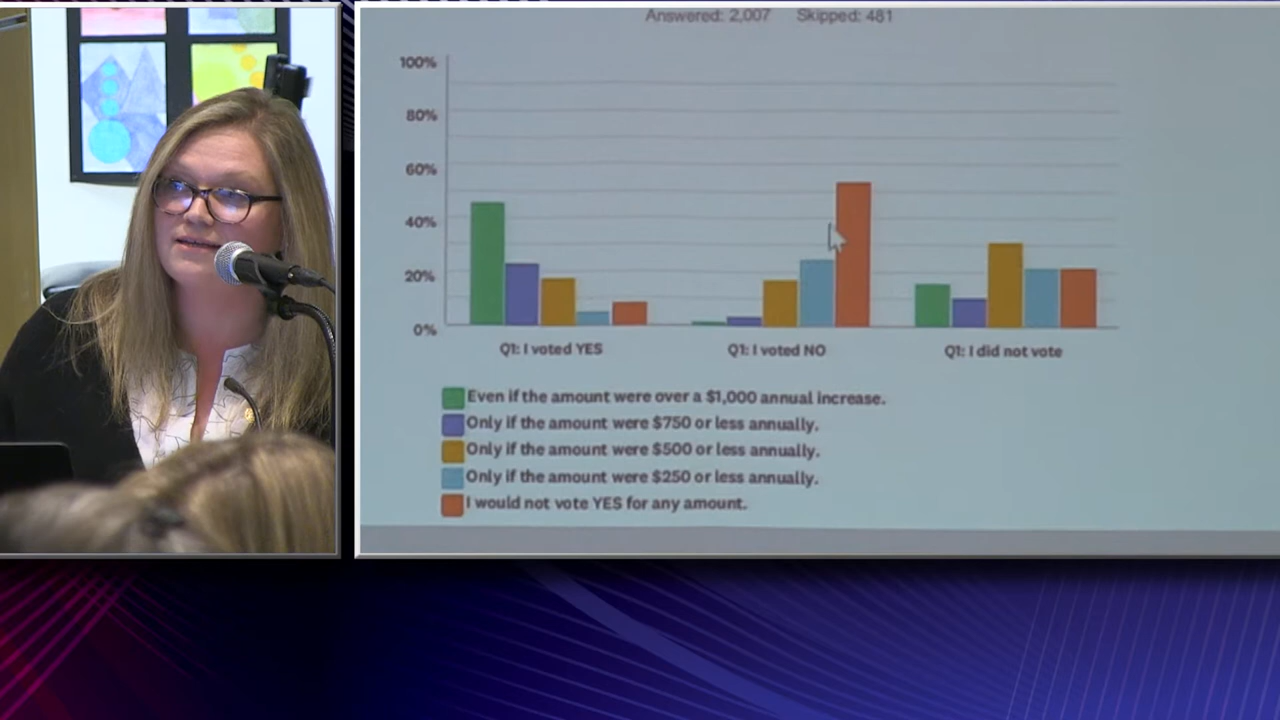 Answered: 2,007 Skipped: 481
100%
80%
60%
40%
20%
0%
Q1: I voted YES
Q1: I voted NO
Q1: I did not vote
Even if the amount were over a $1,000 annual increase.
Only if the amount were $750 or less annually.
Only if the amount were $500 or less annually.
Only if the amount were $250 or less annually.
I would not vote YES for any amount.